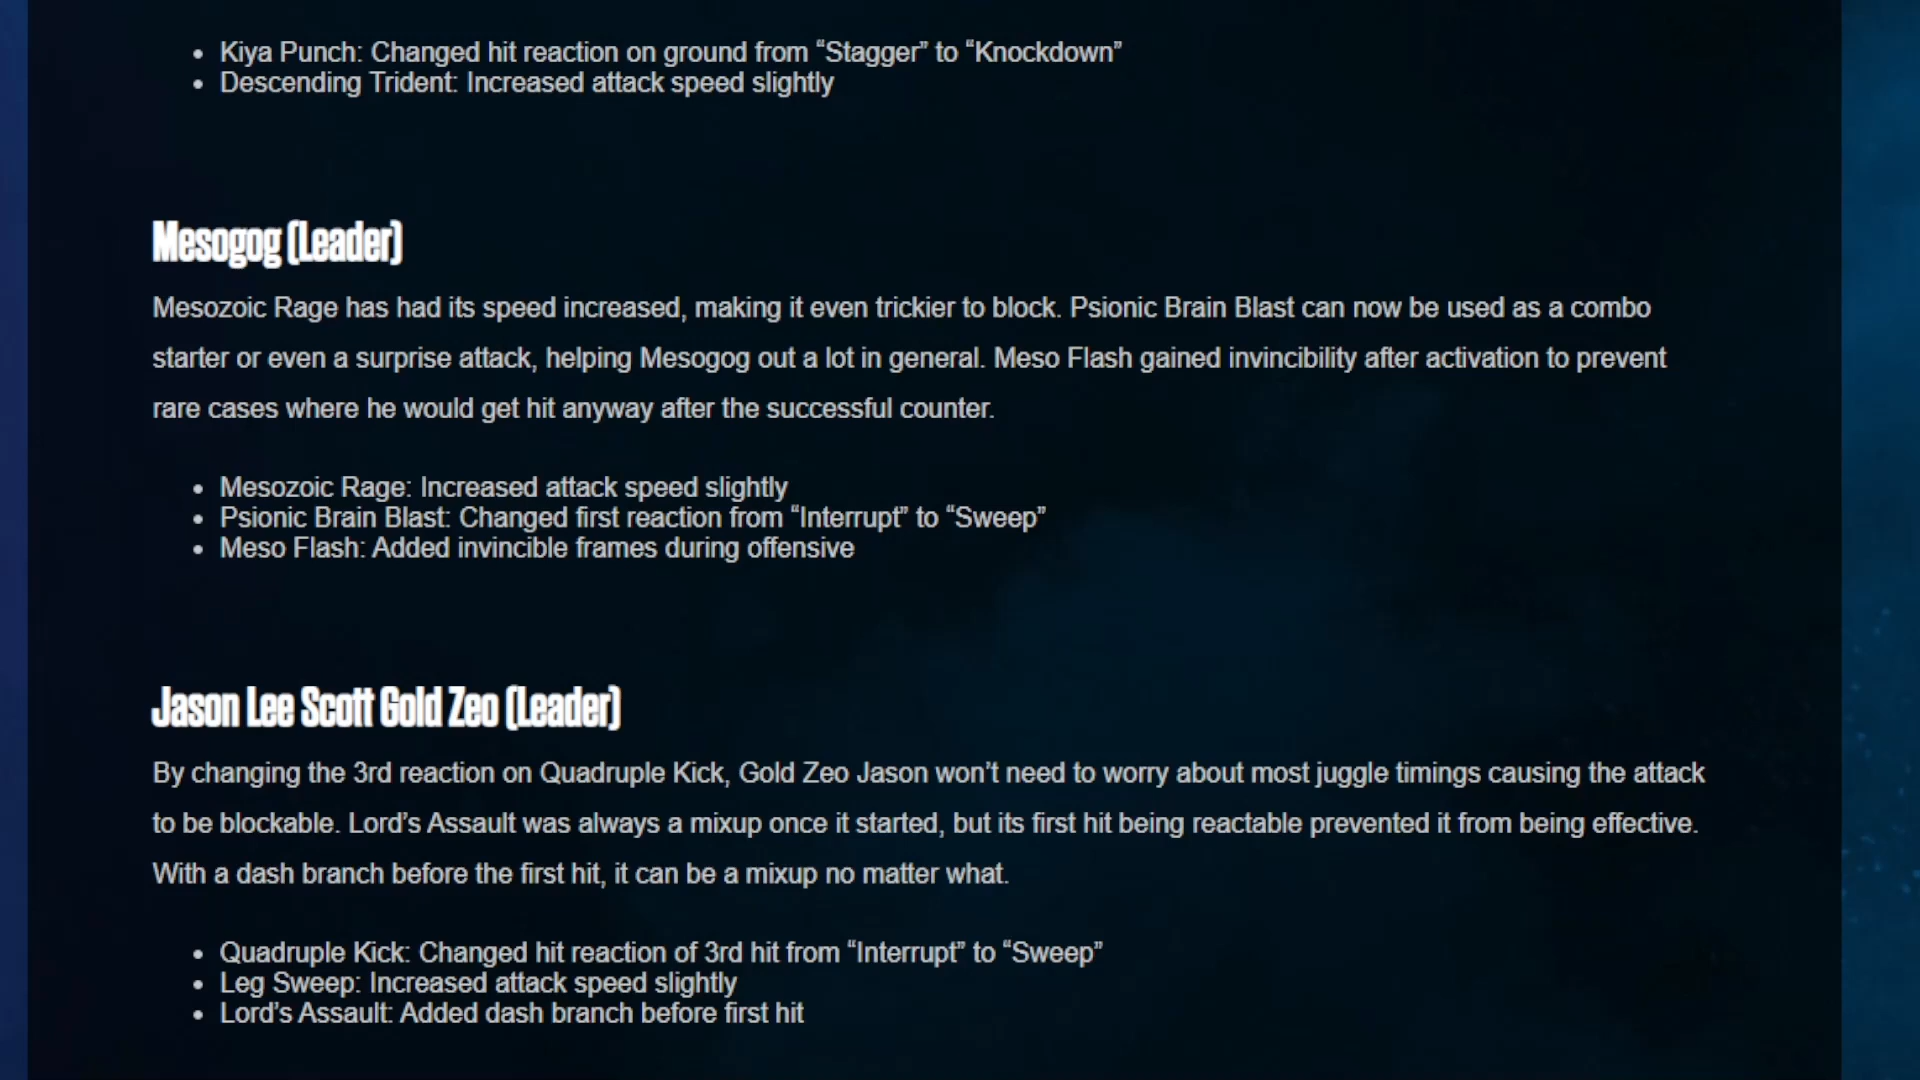 Kiya Punch: Changed hit reaction on ground from “Stagger” to “Knockdown”
Descending Trident: Increased attack speed slightly
Mesogog (Leader)
Mesozoic Rage has had its speed increased, making it even trickier to block. Psionic Brain Blast can now be used as a combo
starter or even a surprise attack, helping Mesogog out a lot in general. Meso Flash gained invincibility after activation to prevent
rare cases where he would get hit anyway after the successful counter.
Mesozoic Rage: Increased attack speed slightly
Psionic Brain Blast: Changed first reaction from “Interrupt” to “Sweep”
Meso Flash: Added invincible frames during offensive
Jason Lee Scott Gold Zeo (Leader)
By changing the 3rd reaction on Quadruple Kick, Gold Zeo Jason won’t need to worry about most juggle timings causing the attack
to be blockable. Lord’s Assault was always a mixup once it started, but its first hit being reactable prevented it from being effective.
With a dash branch before the first hit, it can be a mixup no matter what.
Quadruple Kick: Changed hit reaction of 3rd hit from “Interrupt” to “Sweep”
Leg Sweep: Increased attack speed slightly
Lord’s Assault: Added dash branch before first hit